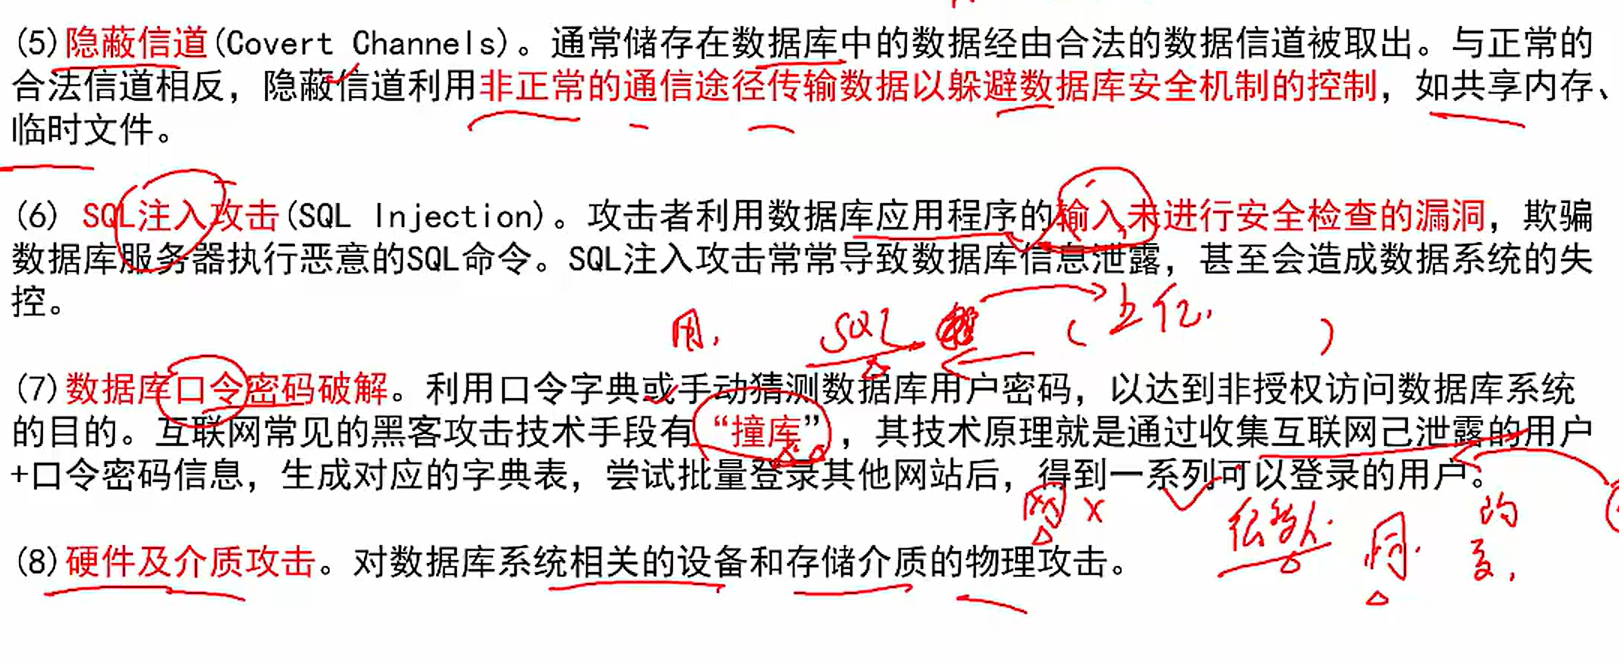 (5)隐蔽信道(Covert Channels)。通常储存在数据库中的数据经由合法的数据信道被取出。与正常的
合法信道相反，隐蔽信道利用非正常的通信途径传输数据以躲避数据库安全机制的控制，如共享内存、
临时文件。
(6) SQL注入攻击(SQL Injection)。攻击者利用数据库应用程序的输入未进行安全检查的漏洞，欺骗
数据库服务器执行恶意的SQL命令。SQL注入攻击常常导致数据库信息泄露，甚至会造成数据系统的失
控。
用, SQL ( )
(7)数据库口令密码破解。利用口令字典或手动猜测数据库用户密码，以达到非授权访问数据库系统
的目的。互联网常见的黑客攻击技术手段有“撞库”，其技术原理就是通过收集互联网己泄露的用户
+口令密码信息，生成对应的字典表，尝试批量登录其他网站后，得到一系列可以登录的用户。
网 x 很多人 同 的
(8)硬件及介质攻击。对数据库系统相关的设备和存储介质的物理攻击。